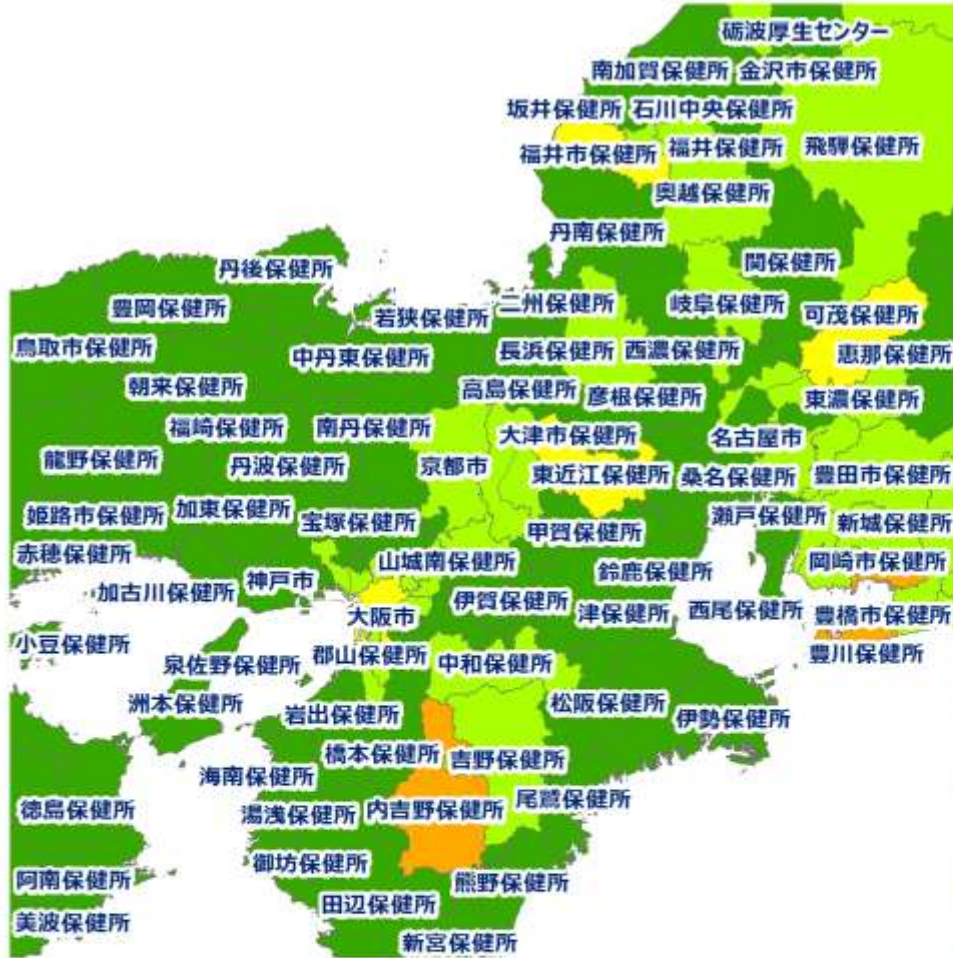 砺波厚生センター
南加賀保健所 金沢市保健所
坂井保健所 石川中央保健所
福井市保健所 福井保健所 飛騨保健所
奥越保健所
丹南保健所
丹後保健所 関保健所
豊岡保健所 若狭保健所 二州保健所 岐阜保健所 可茂保健所
鳥取市保健所 中丹東保健所 長浜保健所 西濃保健所 恵那保健所
朝来保健所 高島保健所 彦根保健所 東濃保健所
福崎保健所 南丹保健所 大津市保健所 名古屋市
龍野保健所 丹波保健所 京都市 東近江保健所 桑名保健所 豊田市保健所
姫路市保健所 加東保健所 宝塚保健所 甲賀保健所 瀬戸保健所 新城保健所
赤穂保健所 加古川保健所 神戸市 山城南保健所 鈴鹿保健所 岡崎市保健所
大阪市 伊賀保健所 津保健所 西尾保健所 豊橋市保健所
小豆保健所 泉佐野保健所 郡山保健所 中和保健所 豊川保健所
洲本保健所 岩出保健所 松阪保健所 伊勢保健所
海南保健所 橋本保健所 吉野保健所
徳島保健所 湯浅保健所 内吉野保健所 尾鷲保健所
阿南保健所 御坊保健所 熊野保健所
美波保健所 田辺保健所
新宮保健所